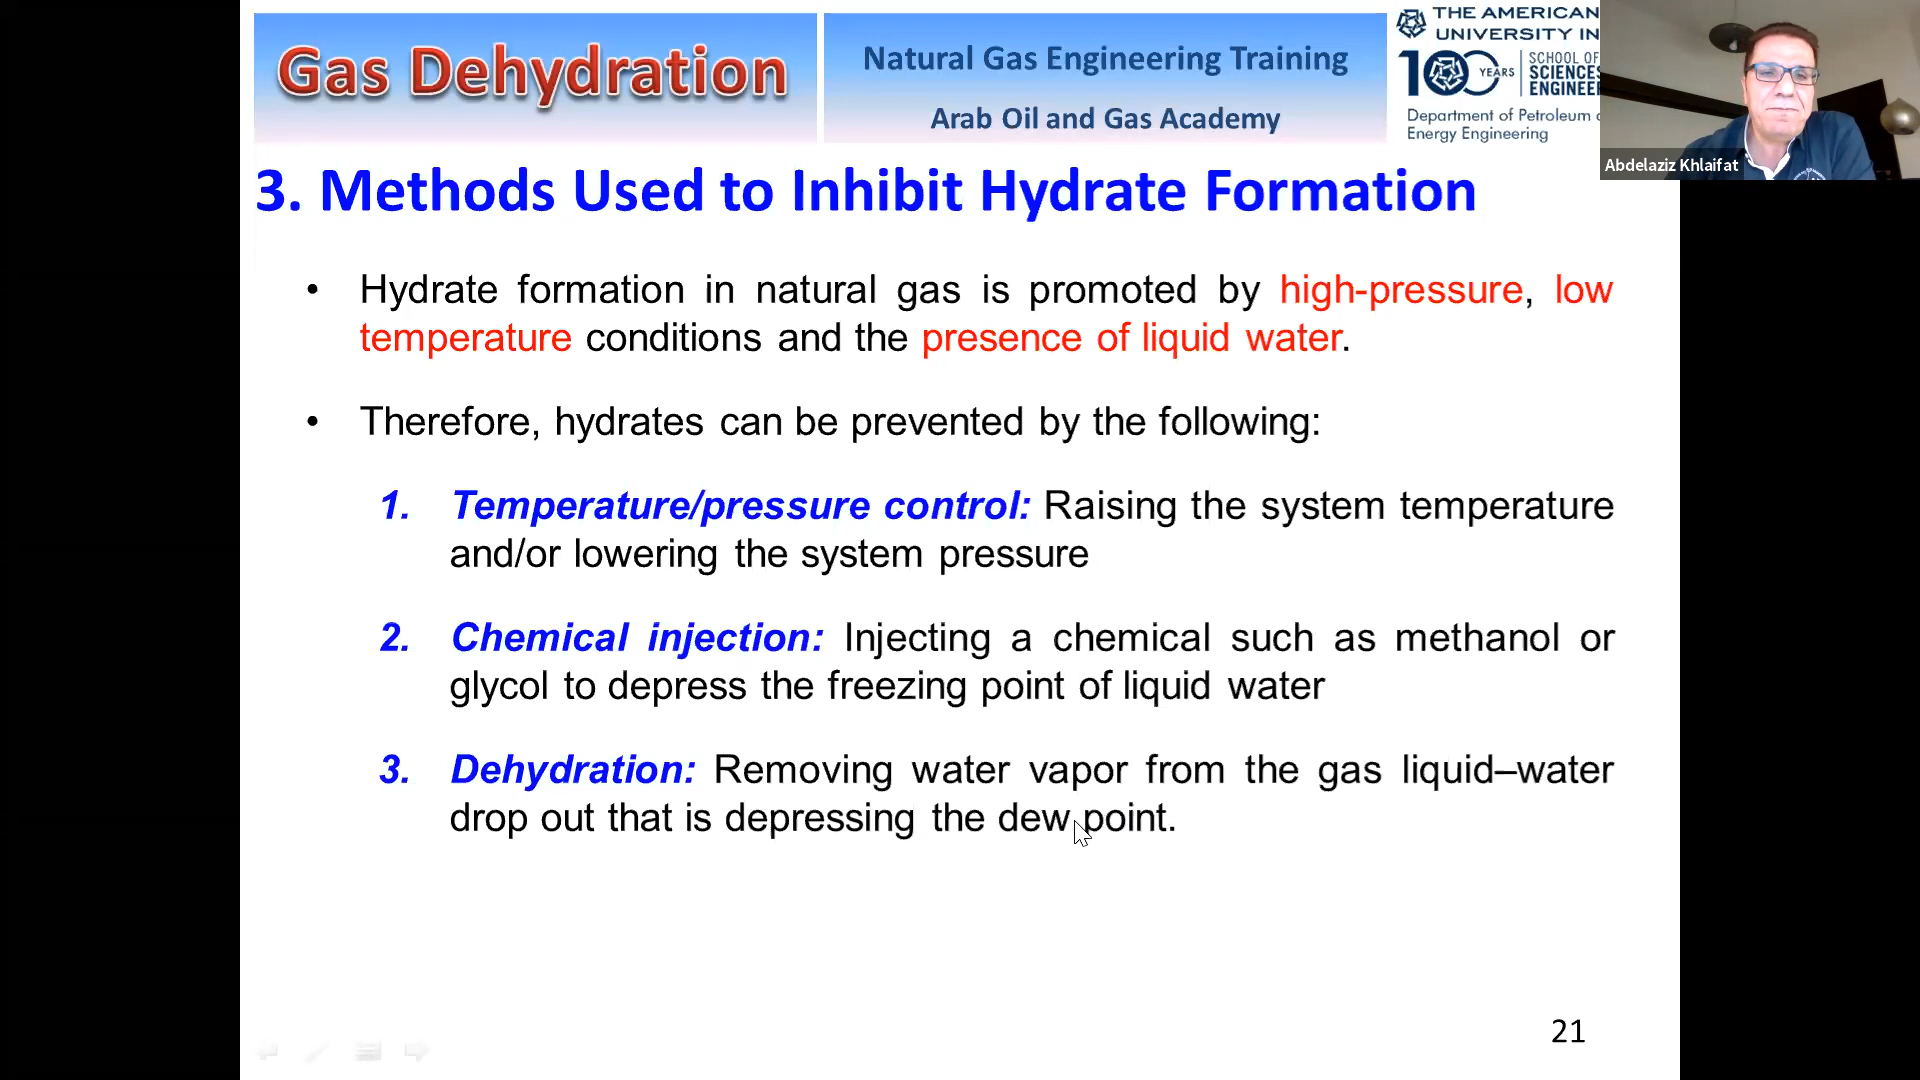 Gas Dehydration
Natural Gas Engineering Training
Arab Oil and Gas Academy
THE AMERICAN
UNIVERSITY IN
100 YEARS
SCHOOL OF
SCIENCES
ENGINEER
Department of Petroleum
Energy Engineering
Abdelaziz Khlaifat
3. Methods Used to Inhibit Hydrate Formation
• Hydrate formation in natural gas is promoted by high-pressure, low
temperature conditions and the presence of liquid water.
• Therefore, hydrates can be prevented by the following:
1. Temperature/pressure control: Raising the system temperature
and/or lowering the system pressure
2. Chemical injection: Injecting a chemical such as methanol or
glycol to depress the freezing point of liquid water
3. Dehydration: Removing water vapor from the gas liquid–water
drop out that is depressing the dew point.
21